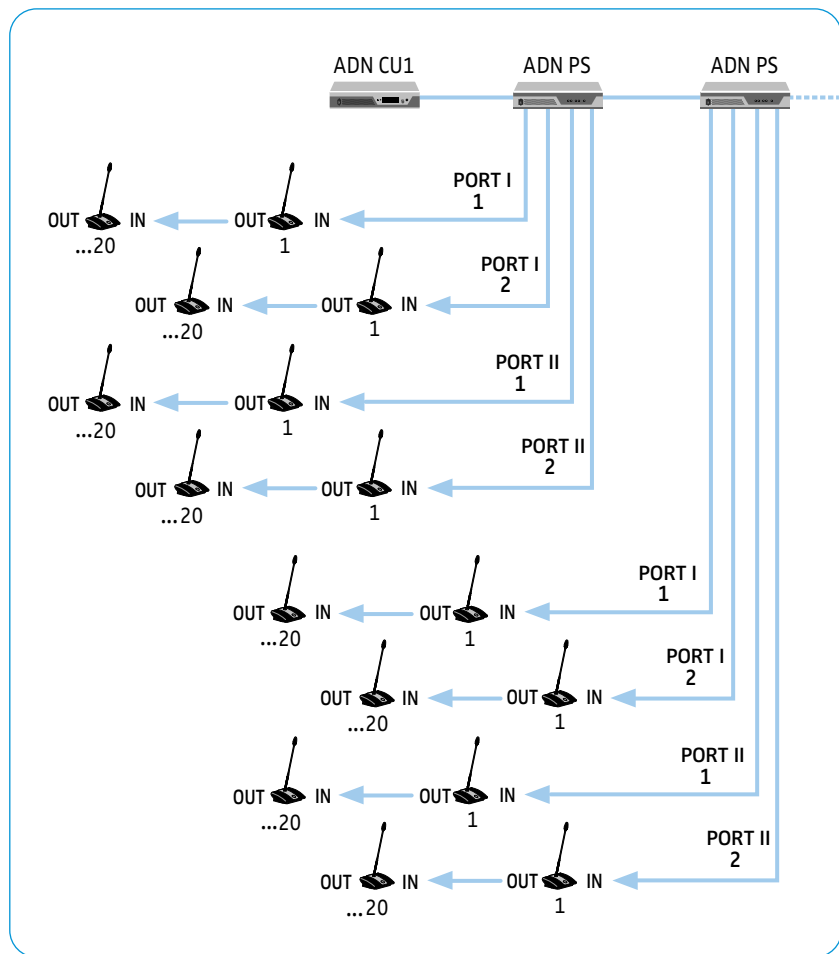 ADN CU1 ADN PS ADN PS
PORT I
1
OUT IN OUT IN
...20 1
PORT I
2
OUT IN OUT IN
...20 1
PORT II
1
OUT IN OUT IN
...20 1
PORT II
2
OUT IN OUT IN
...20 1
PORT I
1
OUT IN OUT IN
...20 1
PORT I
2
OUT IN OUT IN
...20 1
PORT II
1
OUT IN OUT IN
...20 1
PORT II
2
OUT IN OUT IN
...20 1